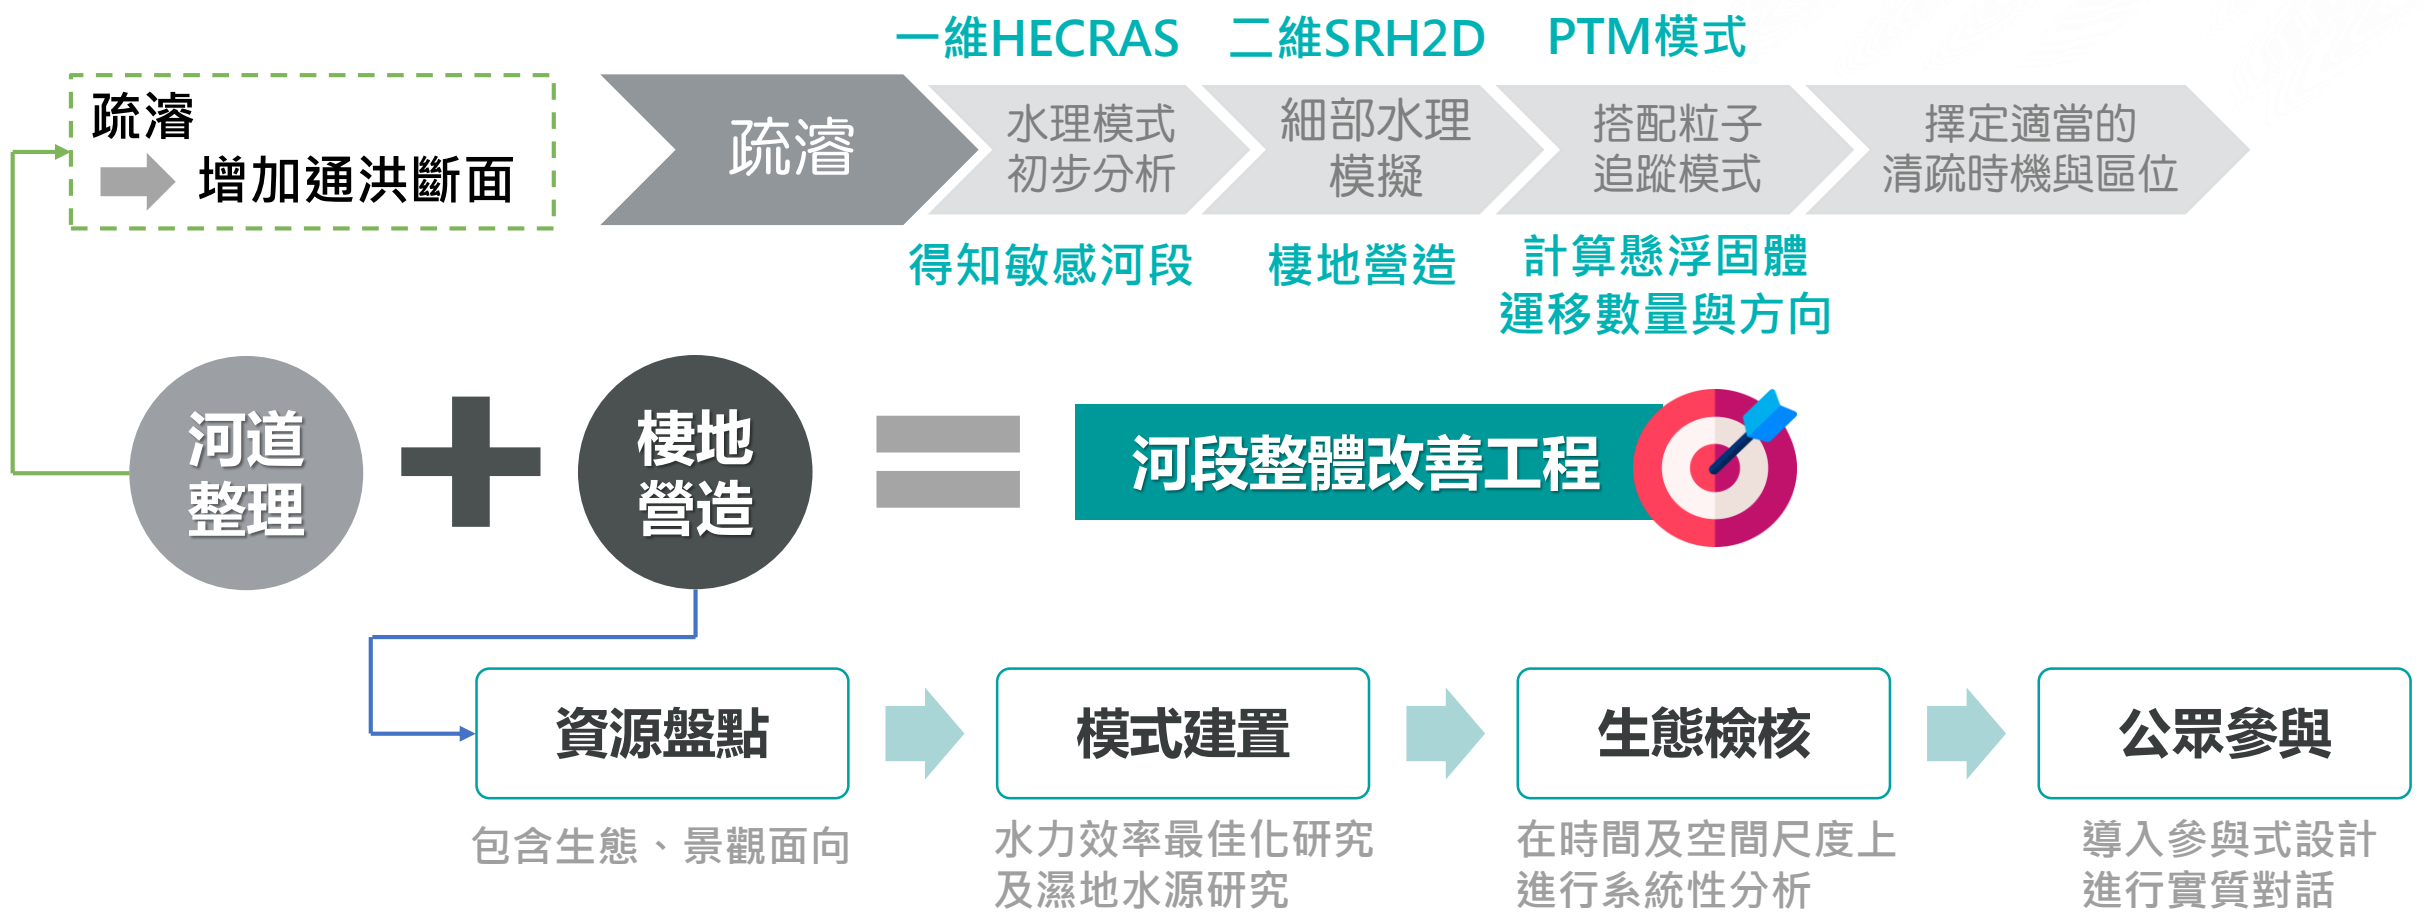 疏濬
增加通洪斷面
一維HECRAS
二維SRH2D
PTM模式
疏濬
水理模式
初步分析
細部水理
模擬
搭配粒子
追蹤模式
擇定適當的
清疏時機與區位
得知敏感河段
棲地營造
計算懸浮固體
運移數量與方向
河道
整理
棲地
營造
河段整體改善工程
資源盤點
包含生態、景觀面向
模式建置
水力效率最佳化研究
及濕地水源研究
生態檢核
在時間及空間尺度上
進行系統性分析
公眾參與
導入參與式設計
進行實質對話